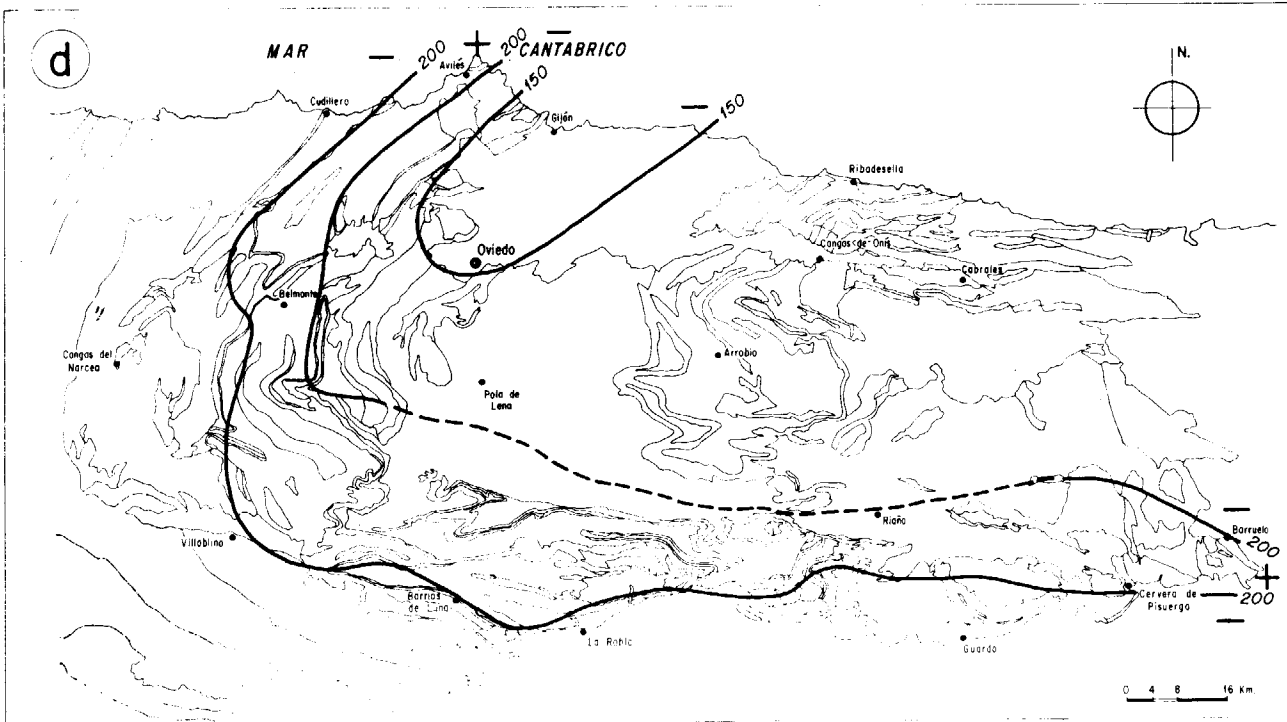 d
MAR
CANTABRICO
N.
200
200
150
150
Avilés
Cudillero
Gijón
Ribadesella
Oviedo
Cangas de Onis
Cabrales
Belmonte
Cangas del
Narcea
Arrobio
Pola de
Lena
Riaño
Villablino
Barruelo
200
Barrios
de Luna
Cervera de
Pisuerga
200
La Robla
Guardo
0 4 8 16 Km.